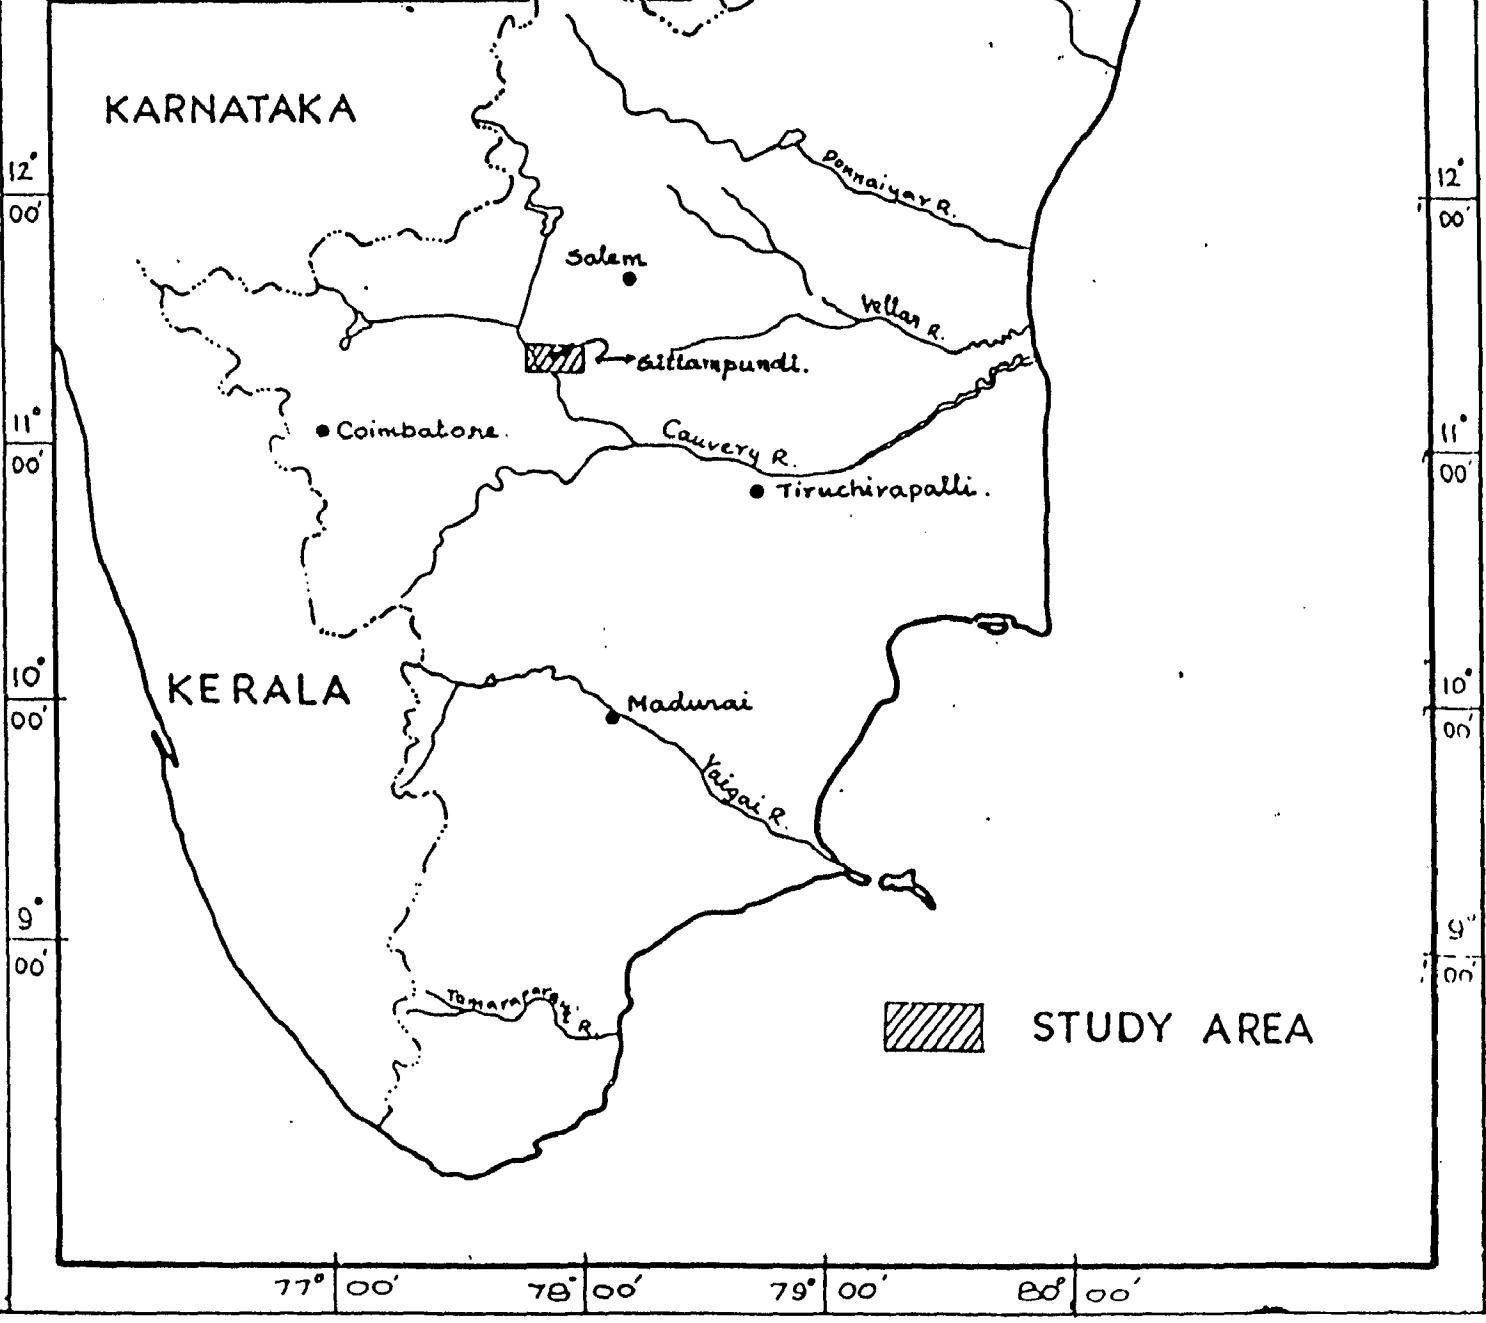 KARNATAKA
12° 00'
12° 00'
Ponnaiyar R.
Salem
Vellar R.
Sittampundi.
11° 00'
Coimbatore.
Cauvery R.
11° 00'
Tiruchirapalli.
10° 00'
KERALA
Madurai
10° 00'
Vaigai R.
9° 00'
9° 00'
R.
STUDY AREA
77° 00'
78° 00'
79° 00'
80° 00'